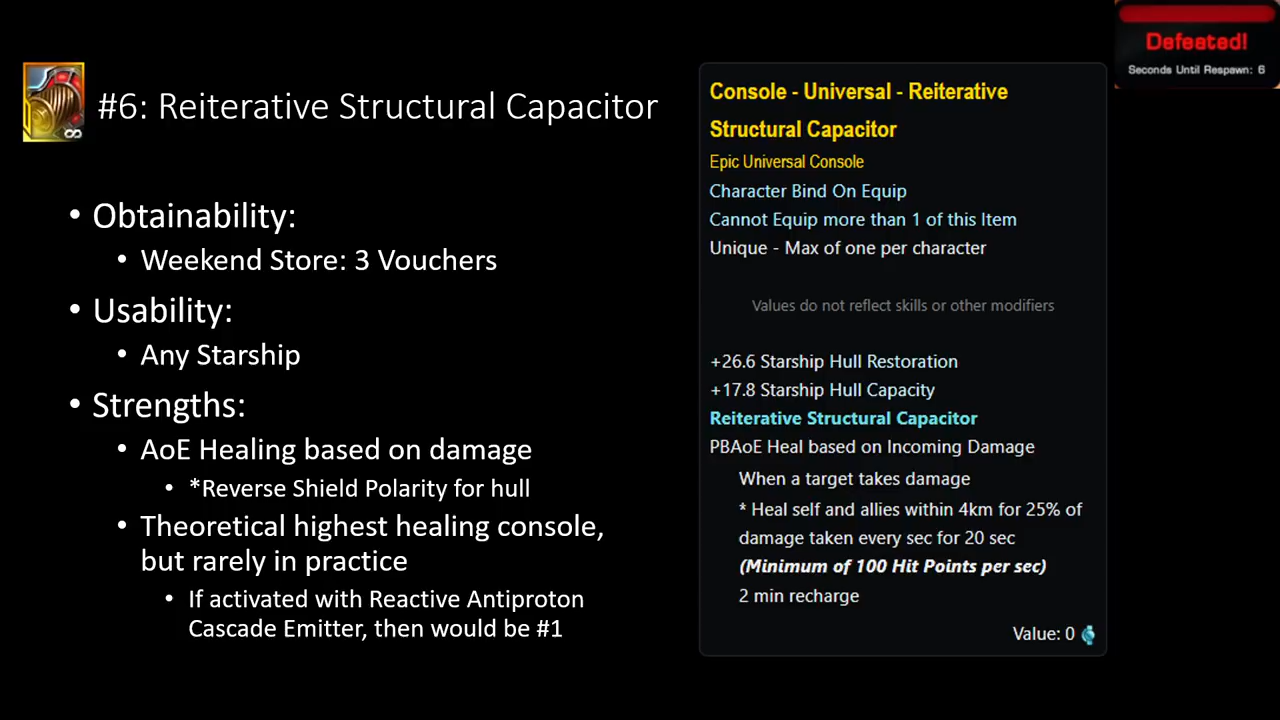 #6: Reiterative Structural Capacitor
• Obtainability:
• Weekend Store: 3 Vouchers
• Usability:
• Any Starship
• Strengths:
• AoE Healing based on damage
• *Reverse Shield Polarity for hull
• Theoretical highest healing console,
but rarely in practice
• If activated with Reactive Antiproton
Cascade Emitter, then would be #1
Console - Universal - Reiterative
Structural Capacitor
Epic Universal Console
Character Bind On Equip
Cannot Equip more than 1 of this Item
Unique - Max of one per character
Values do not reflect skills or other modifiers
+26.6 Starship Hull Restoration
+17.8 Starship Hull Capacity
Reiterative Structural Capacitor
PBAoE Heal based on Incoming Damage
When a target takes damage
* Heal self and allies within 4km for 25% of
damage taken every sec for 20 sec
(Minimum of 100 Hit Points per sec)
2 min recharge
Value: 0
Defeated!
Seconds Until Respawn: 6